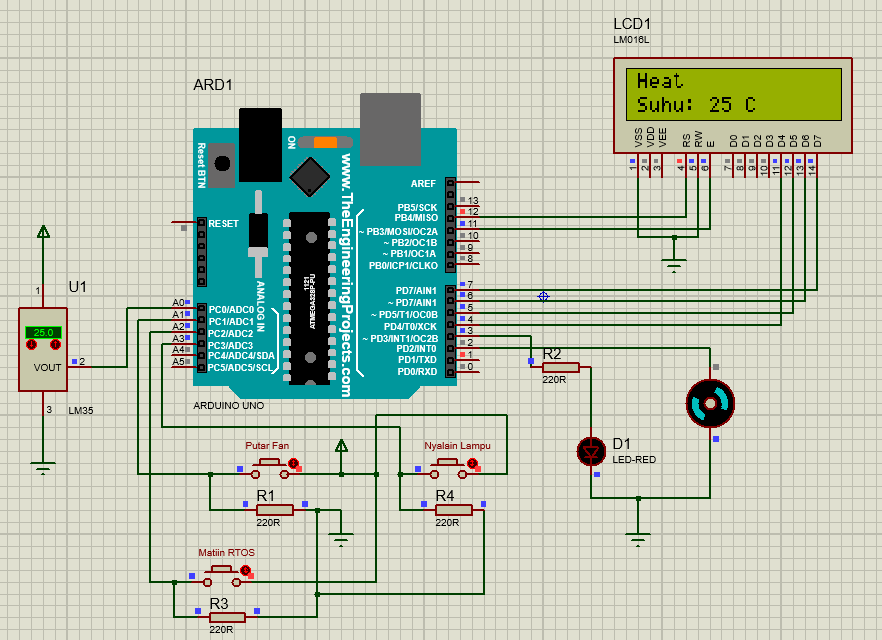 LCD1
LM016L
Heat
Suhu: 25 C
VSS
VDD
VEE
RS
RW
E
D0
D1
D2
D3
D4
D5
D6
D7
1
2
3
4
5
6
7
8
9
10
11
12
13
14
ARD1
Reset BTN
ON
www.TheEngineeringProjects.com
1121
ATMEGA328P-PU
ANALOG IN
RESET
AREF
PB5/SCK
13
PB4/MISO
12
~ PB3/MOSI/OC2A
11
~ PB2/OC1B
10
~ PB1/OC1A
9
PB0/ICP1/CLKO
8
PD7/AIN1
7
~ PD7/AIN1
6
~ PD5/T1/OC0B
5
PD4/T0/XCK
4
~ PD3/INT1/OC2B
3
PD2/INT0
2
PD1/TXD
1
PD0/RXD
0
A0
PC0/ADC0
A1
PC1/ADC1
A2
PC2/ADC2
A3
PC3/ADC3
A4
PC4/ADC4/SDA
A5
PC5/ADC5/SCL
ARDUINO UNO
U1
1
25.0
2
VOUT
3
LM35
R2
220R
D1
LED-RED
Putar Fan
R1
220R
Nyalain Lampu
R4
220R
Matiin RTOS
R3
220R